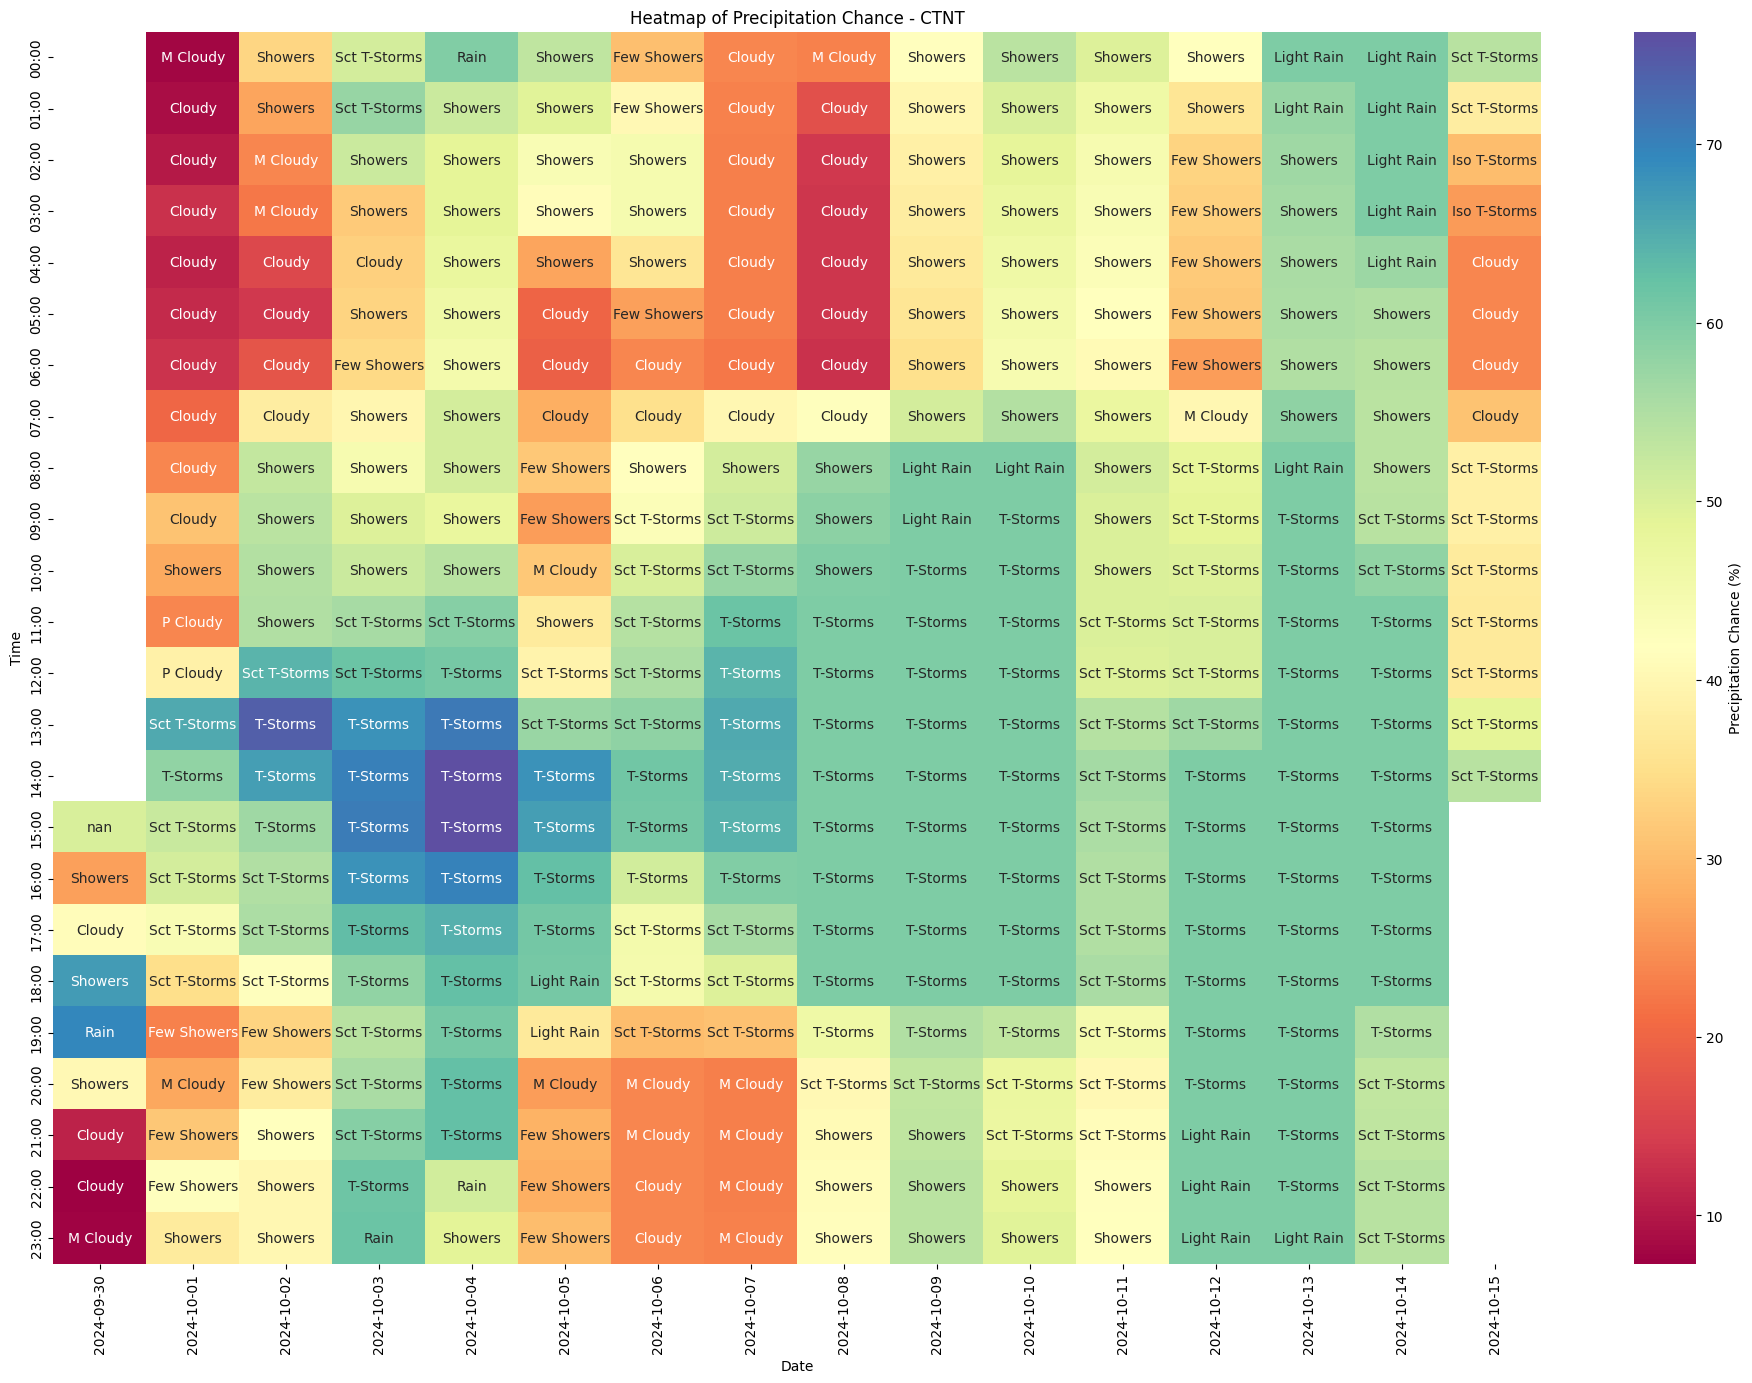 Heatmap of Precipitation Chance - CTNT
00:00 M Cloudy Showers Sct T-Storms Rain Showers Few Showers Cloudy M Cloudy Showers Showers Showers Showers Light Rain Light Rain Sct T-Storms
01:00 Cloudy Showers Sct T-Storms Showers Showers Few Showers Cloudy Cloudy Showers Showers Showers Showers Light Rain Light Rain Sct T-Storms
02:00 Cloudy M Cloudy Showers Showers Showers Showers Cloudy Cloudy Showers Showers Showers Few Showers Showers Light Rain Iso T-Storms
03:00 Cloudy M Cloudy Showers Showers Showers Showers Cloudy Cloudy Showers Showers Showers Few Showers Showers Light Rain Iso T-Storms
04:00 Cloudy Cloudy Cloudy Showers Showers Showers Cloudy Cloudy Showers Showers Showers Few Showers Showers Light Rain Cloudy
05:00 Cloudy Cloudy Showers Showers Cloudy Few Showers Cloudy Cloudy Showers Showers Showers Few Showers Showers Showers Cloudy
06:00 Cloudy Cloudy Few Showers Showers Cloudy Cloudy Cloudy Cloudy Showers Showers Showers Few Showers Showers Showers Cloudy
07:00 Cloudy Cloudy Showers Showers Cloudy Cloudy Cloudy Cloudy Showers Showers Showers M Cloudy Showers Showers Cloudy
08:00 Cloudy Showers Showers Showers Few Showers Showers Showers Showers Light Rain Light Rain Showers Sct T-Storms Light Rain Showers Sct T-Storms
09:00 Cloudy Showers Showers Showers Few Showers Sct T-Storms Sct T-Storms Showers Light Rain T-Storms Showers Sct T-Storms T-Storms Sct T-Storms Sct T-Storms
10:00 Showers Showers Showers Showers M Cloudy Sct T-Storms Sct T-Storms Showers T-Storms T-Storms Showers Sct T-Storms T-Storms Sct T-Storms Sct T-Storms
11:00 P Cloudy Showers Sct T-Storms Sct T-Storms Showers Sct T-Storms T-Storms T-Storms T-Storms T-Storms Sct T-Storms Sct T-Storms T-Storms T-Storms Sct T-Storms
12:00 P Cloudy Sct T-Storms Sct T-Storms T-Storms Sct T-Storms Sct T-Storms T-Storms T-Storms T-Storms T-Storms Sct T-Storms Sct T-Storms T-Storms T-Storms Sct T-Storms
13:00 Sct T-Storms T-Storms T-Storms T-Storms Sct T-Storms Sct T-Storms T-Storms T-Storms T-Storms T-Storms Sct T-Storms Sct T-Storms T-Storms T-Storms Sct T-Storms
14:00 T-Storms T-Storms T-Storms T-Storms T-Storms T-Storms T-Storms T-Storms T-Storms T-Storms Sct T-Storms T-Storms T-Storms T-Storms Sct T-Storms
15:00 nan Sct T-Storms T-Storms T-Storms T-Storms T-Storms T-Storms T-Storms T-Storms T-Storms T-Storms Sct T-Storms T-Storms T-Storms T-Storms
16:00 Showers Sct T-Storms Sct T-Storms T-Storms T-Storms T-Storms T-Storms T-Storms T-Storms T-Storms T-Storms Sct T-Storms T-Storms T-Storms T-Storms
17:00 Cloudy Sct T-Storms Sct T-Storms T-Storms T-Storms T-Storms Sct T-Storms Sct T-Storms T-Storms T-Storms T-Storms Sct T-Storms T-Storms T-Storms T-Storms
18:00 Showers Sct T-Storms Sct T-Storms T-Storms T-Storms Light Rain Sct T-Storms Sct T-Storms T-Storms T-Storms T-Storms Sct T-Storms T-Storms T-Storms T-Storms
19:00 Rain Few Showers Few Showers Sct T-Storms T-Storms Light Rain Sct T-Storms Sct T-Storms T-Storms T-Storms T-Storms Sct T-Storms T-Storms T-Storms T-Storms
20:00 Showers M Cloudy Few Showers Sct T-Storms T-Storms M Cloudy M Cloudy M Cloudy Sct T-Storms Sct T-Storms Sct T-Storms Sct T-Storms T-Storms T-Storms Sct T-Storms
21:00 Cloudy Few Showers Showers Sct T-Storms T-Storms Few Showers M Cloudy M Cloudy Showers Showers Sct T-Storms Sct T-Storms Light Rain T-Storms Sct T-Storms
22:00 Cloudy Few Showers Showers T-Storms Rain Few Showers Cloudy M Cloudy Showers Showers Showers Showers Light Rain T-Storms Sct T-Storms
23:00 M Cloudy Showers Showers Rain Showers Few Showers Cloudy M Cloudy Showers Showers Showers Showers Light Rain Light Rain Sct T-Storms
Time
2024-09-30 2024-10-01 2024-10-02 2024-10-03 2024-10-04 2024-10-05 2024-10-06 2024-10-07 2024-10-08 2024-10-09 2024-10-10 2024-10-11 2024-10-12 2024-10-13 2024-10-14 2024-10-15
Date
70
60
50
40
30
20
10
Precipitation Chance (%)